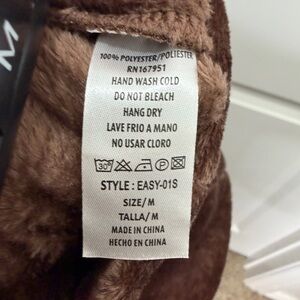 M
100% POLYESTER/POLIESTER
RN167951
HAND WASH COLD
DO NOT BLEACH
HANG DRY
LAVE FRIO A MANO
NO USAR CLORO
30°
STYLE : EASY-01S
SIZE/M
TALLA/M
MADE IN CHINA
HECHO EN CHINA